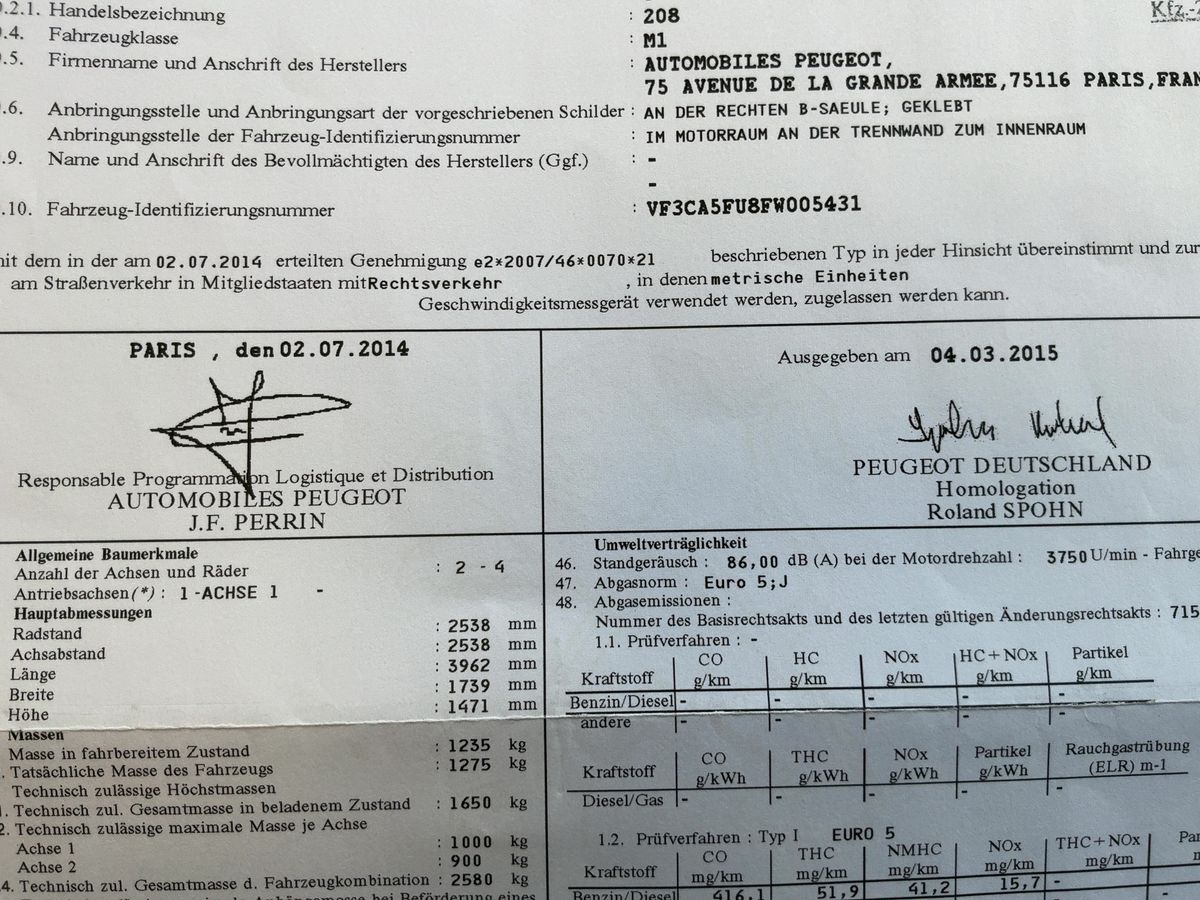 .2.1. Handelsbezeichnung : 208
.4. Fahrzeugklasse : M1
.5. Firmenname und Anschrift des Herstellers : AUTOMOBILES PEUGEOT,
75 AVENUE DE LA GRANDE ARMEE,75116 PARIS,FRAN
.6. Anbringungsstelle und Anbringungsart der vorgeschriebenen Schilder : AN DER RECHTEN B-SAEULE; GEKLEBT
Anbringungsstelle der Fahrzeug-Identifizierungsnummer : IM MOTORRAUM AN DER TRENNWAND ZUM INNENRAUM
.9. Name und Anschrift des Bevollmächtigten des Herstellers (Ggf.) : -
-
.10. Fahrzeug-Identifizierungsnummer : VF3CA5FU8FW005431
mit dem in der am 02.07.2014 erteilten Genehmigung e2*2007/46*0070*21 beschriebenen Typ in jeder Hinsicht übereinstimmt und zur
am Straßenverkehr in Mitgliedstaaten mit Rechtsverkehr , in denen metrische Einheiten
Geschwindigkeitsmessgerät verwendet werden, zugelassen werden kann.
PARIS , den 02.07.2014
Responsable Programmation Logistique et Distribution
AUTOMOBILES PEUGEOT
J.F. PERRIN
Ausgegeben am 04.03.2015
PEUGEOT DEUTSCHLAND
Homologation
Roland SPOHN
Allgemeine Baumerkmale
Anzahl der Achsen und Räder : 2 - 4
Antriebsachsen(*) : 1 -ACHSE 1 -
Hauptabmessungen
Radstand : 2538 mm
Achsabstand : 2538 mm
Länge : 3962 mm
Breite : 1739 mm
Höhe : 1471 mm
Massen
Masse in fahrbereitem Zustand : 1235 kg
. Tatsächliche Masse des Fahrzeugs : 1275 kg
Technisch zulässige Höchstmassen
1. Technisch zul. Gesamtmasse in beladenem Zustand : 1650 kg
2. Technisch zulässige maximale Masse je Achse
Achse 1 : 1000 kg
Achse 2 : 900 kg
.4. Technisch zul. Gesamtmasse d. Fahrzeugkombination : 2580 kg
Umweltverträglichkeit
46. Standgeräusch : 86,00 dB (A) bei der Motordrehzahl : 3750 U/min - Fahrge
47. Abgasnorm : Euro 5;J
48. Abgasemissionen :
Nummer des Basisrechtsakts und des letzten gültigen Änderungsrechtsakts : 715
1.1. Prüfverfahren : -
Kraftstoff CO g/km HC g/km NOx g/km HC+NOx g/km Partikel g/km
Benzin/Diesel - - - - -
andere - - - - -
Kraftstoff CO g/kWh THC g/kWh NOx g/kWh Partikel g/kWh Rauchgastrübung (ELR) m-1
Diesel/Gas - - - - -
1.2. Prüfverfahren : Typ I EURO 5
Kraftstoff CO mg/km THC mg/km NMHC mg/km NOx mg/km THC+NOx mg/km Par
Benzin/Diesel 416,1 51,9 41,2 15,7 -